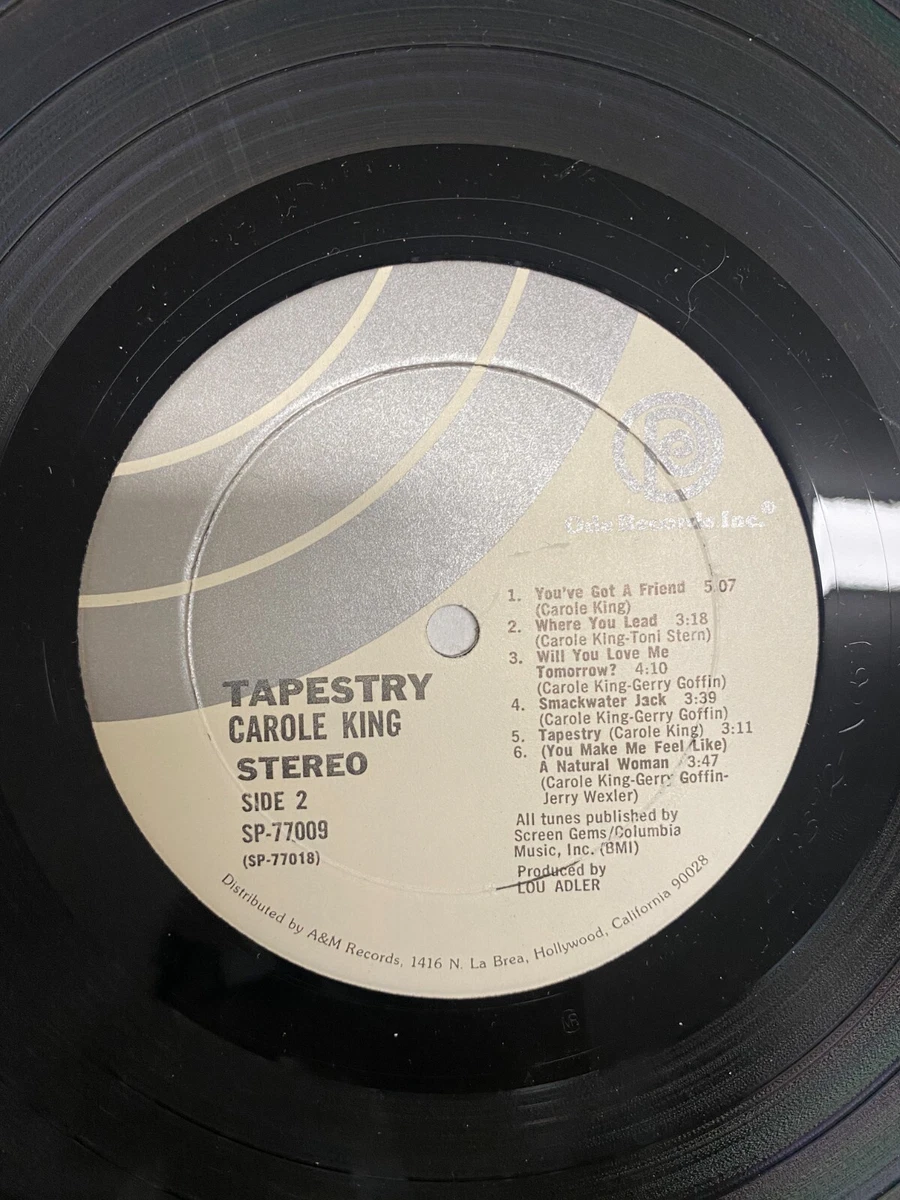 Ode Records Inc.®
1. You've Got A Friend 5:07
(Carole King)
2. Where You Lead 3:18
(Carole King-Toni Stern)
3. Will You Love Me
Tomorrow? 4:10
(Carole King-Gerry Goffin)
4. Smackwater Jack 3:39
(Carole King-Gerry Goffin)
5. Tapestry (Carole King) 3:11
6. (You Make Me Feel Like)
A Natural Woman 3:47
(Carole King-Gerry Goffin-
Jerry Wexler)
All tunes published by
Screen Gems/Columbia
Music, Inc. (BMI)
Produced by
LOU ADLER
TAPESTRY
CAROLE KING
STEREO
SIDE 2
SP-77009
(SP-77018)
Distributed by A&M Records, 1416 N. La Brea, Hollywood, California 90028